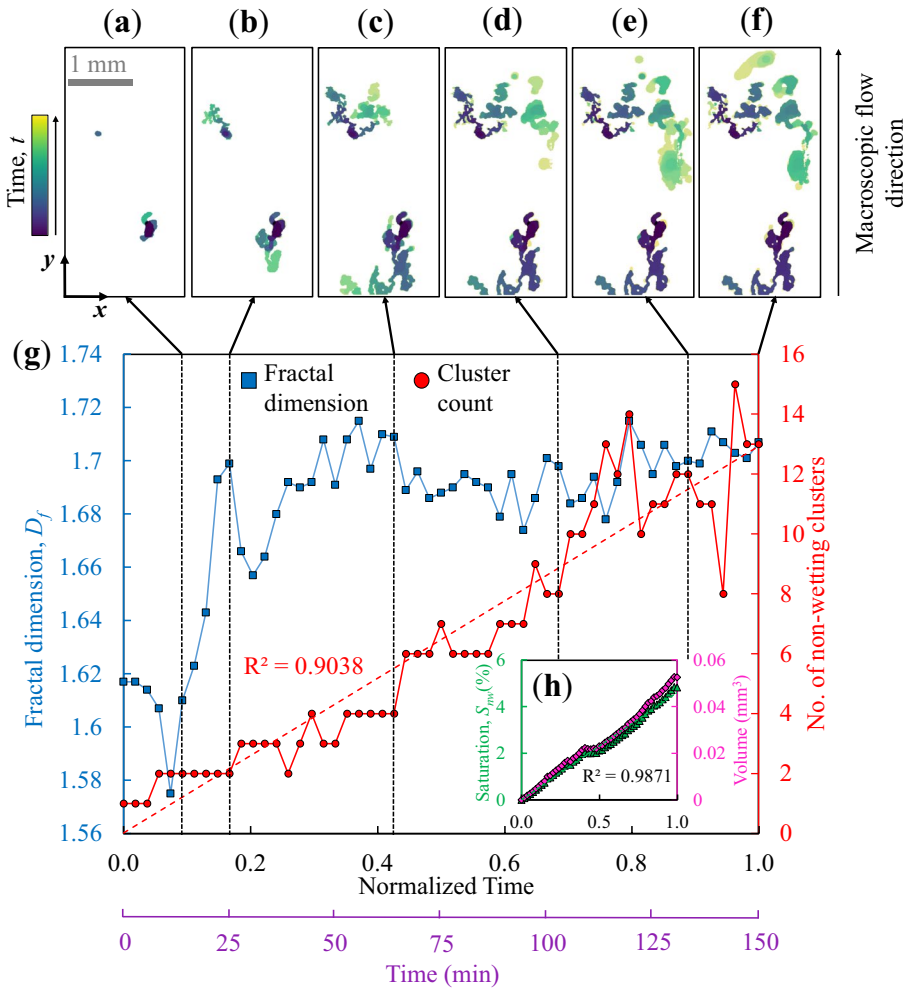 (a) (b) (c) (d) (e) (f)
1 mm
Time, t
y
x
Macroscopic flow
direction
(g)
1.74
1.72
1.7
1.68
1.66
1.64
1.62
1.6
1.58
1.56
Fractal dimension, D_f
Fractal
dimension
Cluster
count
16
14
12
10
8
6
4
2
0
No. of non-wetting clusters
R² = 0.9038
(h)
6
4
2
0
Saturation, S_nw(%)
0.06
0.04
0.02
0
Volume (mm³)
R² = 0.9871
0.0 0.5 1.0
0.0 0.2 0.4 0.6 0.8 1.0
Normalized Time
0 25 50 75 100 125 150
Time (min)